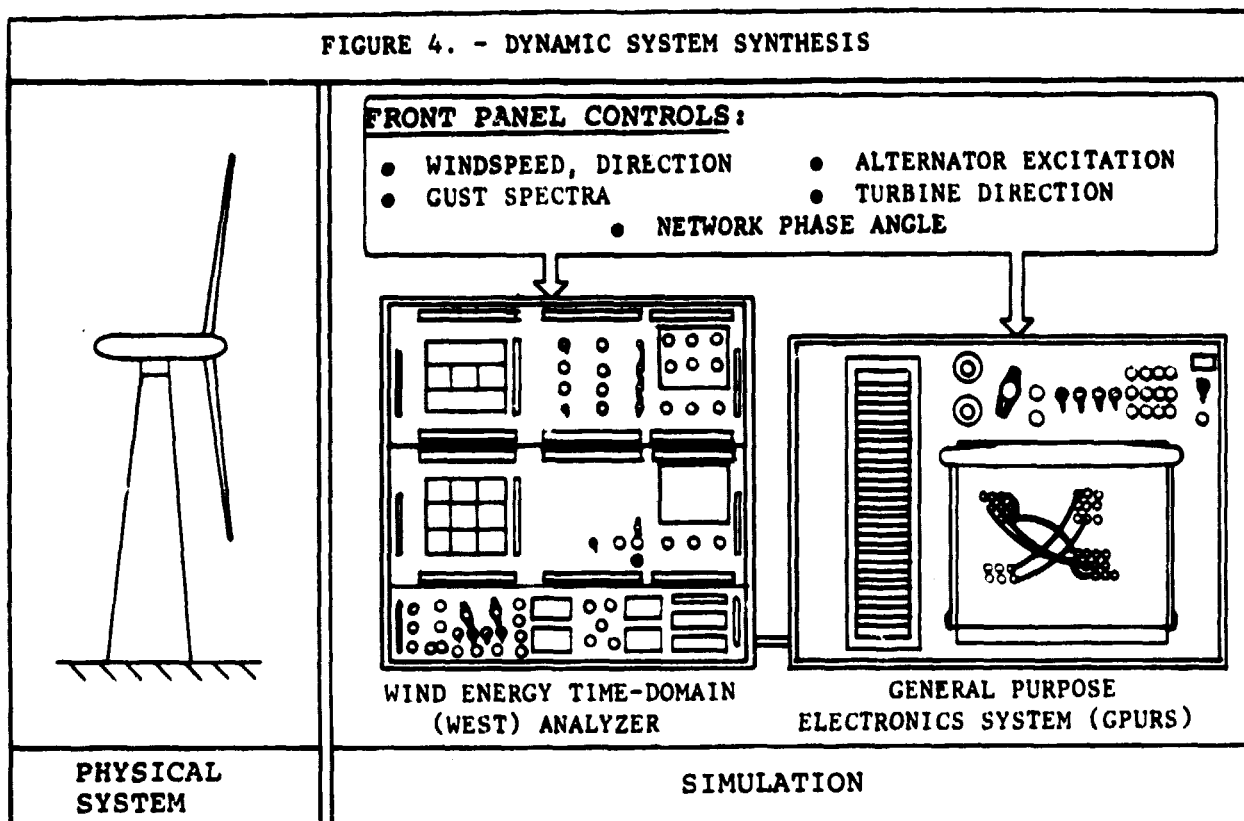 FIGURE 4. - DYNAMIC SYSTEM SYNTHESIS
FRONT PANEL CONTROLS:
● WINDSPEED, DIRECTION
● ALTERNATOR EXCITATION
● GUST SPECTRA
● TURBINE DIRECTION
● NETWORK PHASE ANGLE
WIND ENERGY TIME-DOMAIN
(WEST) ANALYZER
GENERAL PURPOSE
ELECTRONICS SYSTEM (GPURS)
PHYSICAL
SYSTEM
SIMULATION